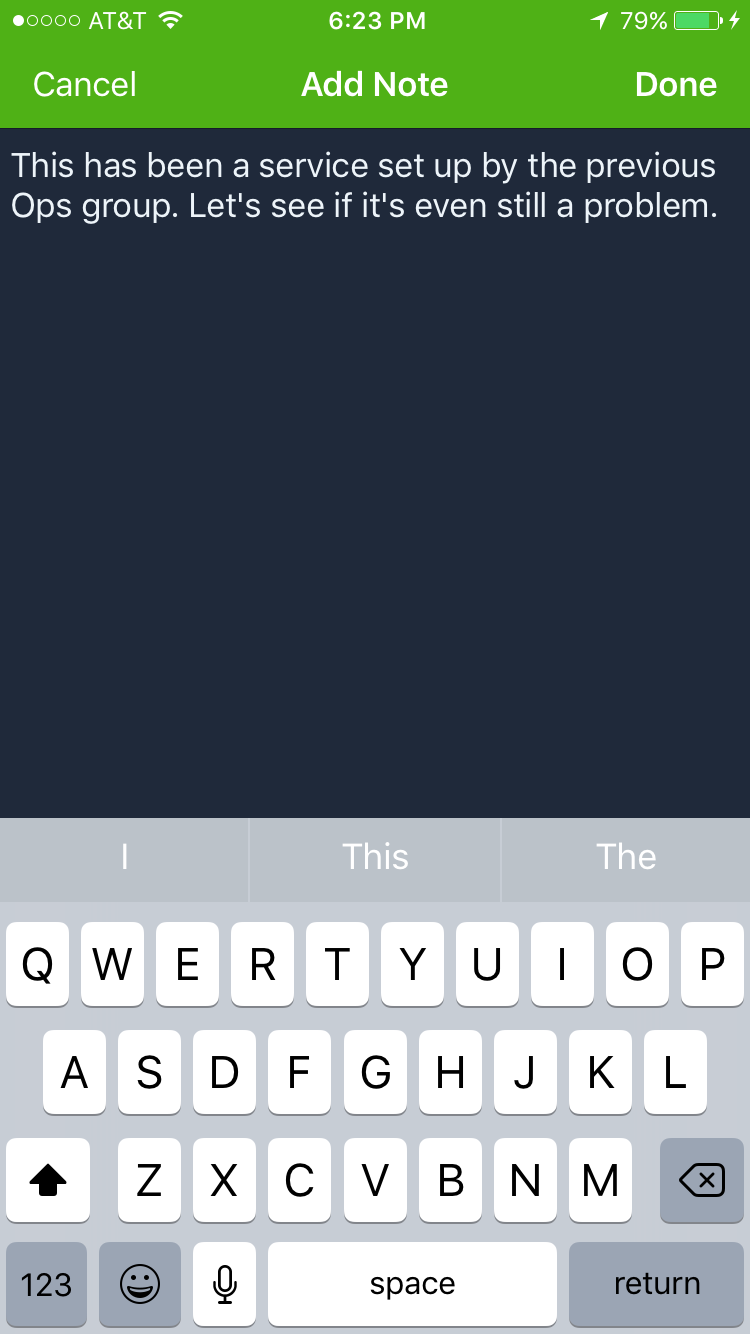 AT&T 6:23 PM 79%
Cancel Add Note Done
This has been a service set up by the previous
Ops group. Let's see if it's even still a problem.
I This The
Q W E R T Y U I O P
A S D F G H J K L
Z X C V B N M
123 space return